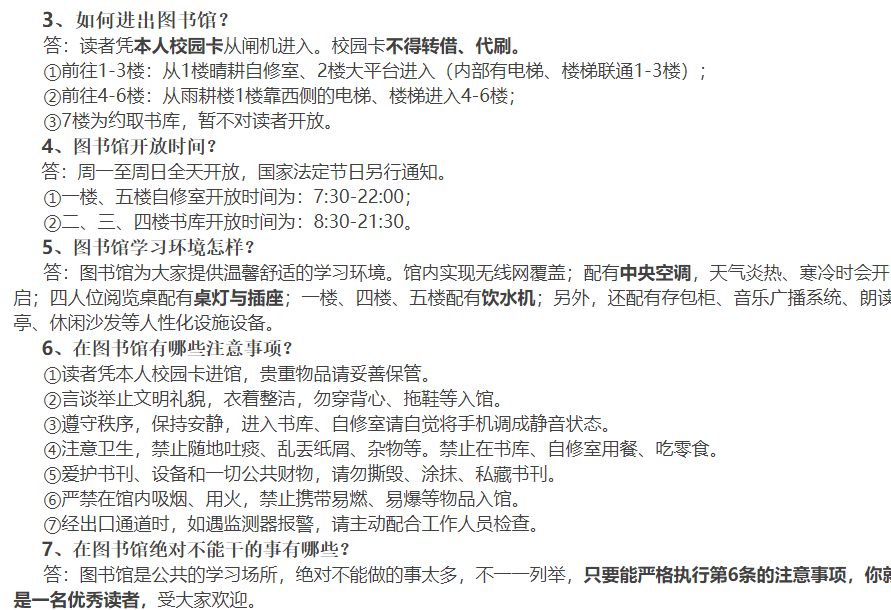 3、如何进出图书馆？
答：读者凭本人校园卡从闸机进入。校园卡不得转借、代刷。
①前往1-3楼：从1楼晴耕自修室、2楼大平台进入（内部有电梯、楼梯联通1-3楼）；
②前往4-6楼：从雨耕楼1楼靠西侧的电梯、楼梯进入4-6楼；
③7楼为约取书库，暂不对读者开放。
4、图书馆开放时间？
答：周一至周日全天开放，国家法定节日另行通知。
①一楼、五楼自修室开放时间为：7:30-22:00；
②二、三、四楼书库开放时间为：8:30-21:30。
5、图书馆学习环境怎样？
答：图书馆为大家提供温馨舒适的学习环境。馆内实现无线网覆盖；配有中央空调，天气炎热、寒冷时会开
启；四人位阅览桌配有桌灯与插座；一楼、四楼、五楼配有饮水机；另外，还配有存包柜、音乐广播系统、朗读
亭、休闲沙发等人性化设施设备。
6、在图书馆有哪些注意事项？
①读者凭本人校园卡进馆，贵重物品请妥善保管。
②言谈举止文明礼貌，衣着整洁，勿穿背心、拖鞋等入馆。
③遵守秩序，保持安静，进入书库、自修室请自觉将手机调成静音状态。
④注意卫生，禁止随地吐痰、乱丢纸屑、杂物等。禁止在书库、自修室用餐、吃零食。
⑤爱护书刊、设备和一切公共财物，请勿撕毁、涂抹、私藏书刊。
⑥严禁在馆内吸烟、用火，禁止携带易燃、易爆等物品入馆。
⑦经出口通道时，如遇监测器报警，请主动配合工作人员检查。
7、在图书馆绝对不能干的事有哪些？
答：图书馆是公共的学习场所，绝对不能做的事太多，不一一列举，只要能严格执行第6条的注意事项，你就
是一名优秀读者，受大家欢迎。